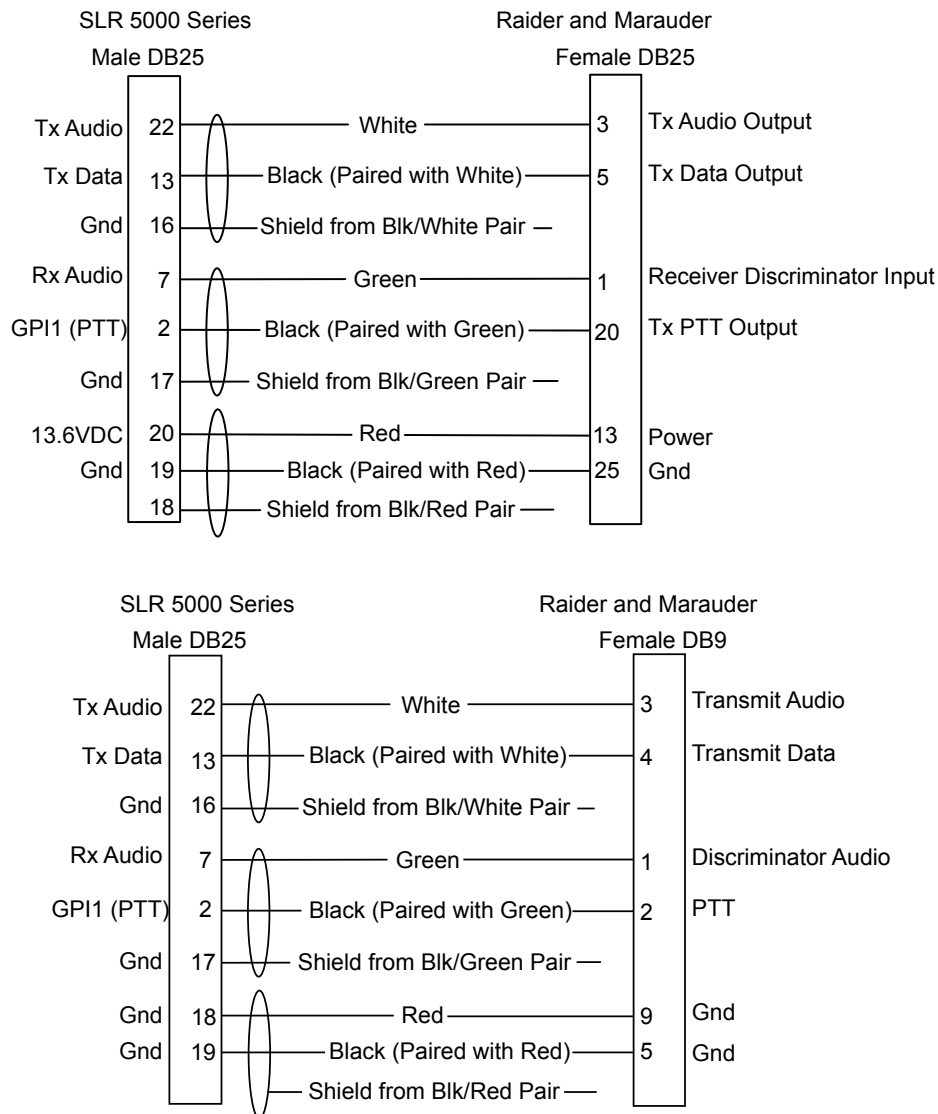 SLR 5000 Series Raider and Marauder
Male DB25 Female DB25
Tx Audio 22 White 3 Tx Audio Output
Tx Data 13 Black (Paired with White) 5 Tx Data Output
Gnd 16 Shield from Blk/White Pair
Rx Audio 7 Green 1 Receiver Discriminator Input
GPI1 (PTT) 2 Black (Paired with Green) 20 Tx PTT Output
Gnd 17 Shield from Blk/Green Pair
13.6VDC 20 Red 13 Power
Gnd 19 Black (Paired with Red) 25 Gnd
18 Shield from Blk/Red Pair
SLR 5000 Series Raider and Marauder
Male DB25 Female DB9
Tx Audio 22 White 3 Transmit Audio
Tx Data 13 Black (Paired with White) 4 Transmit Data
Gnd 16 Shield from Blk/White Pair
Rx Audio 7 Green 1 Discriminator Audio
GPI1 (PTT) 2 Black (Paired with Green) 2 PTT
Gnd 17 Shield from Blk/Green Pair
Gnd 18 Red 9 Gnd
Gnd 19 Black (Paired with Red) 5 Gnd
Shield from Blk/Red Pair